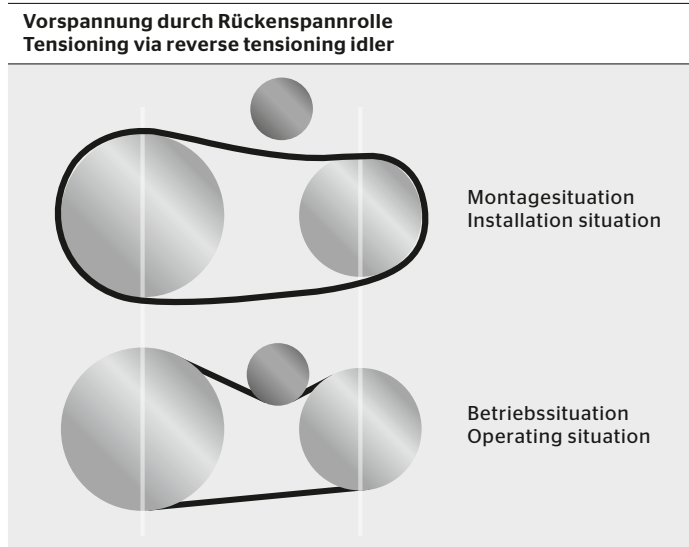 Vorspannung durch Rückenspannrolle
Tensioning via reverse tensioning idler
Montagesituation
Installation situation
Betriebssituation
Operating situation